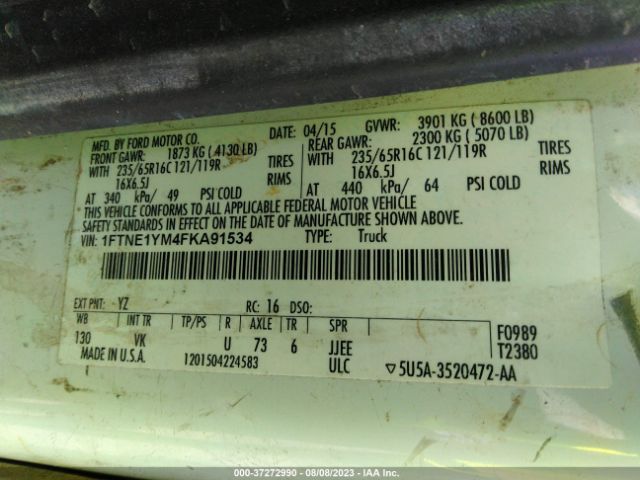 MFD. BY FORD MOTOR CO.
DATE: 04/15 GVWR: 3901 KG ( 8600 LB)
FRONT GAWR: 1873 KG ( 4130 LB)
REAR GAWR: 2300 KG ( 5070 LB)
WITH 235/65R16C 121/119R TIRES
WITH 235/65R16C 121/119R TIRES
16X6.5J RIMS
16X6.5J RIMS
AT 340 kPa/ 49 PSI COLD
AT 440 kPa/ 64 PSI COLD
THIS VEHICLE CONFORMS TO ALL APPLICABLE FEDERAL MOTOR VEHICLE
SAFETY STANDARDS IN EFFECT ON THE DATE OF MANUFACTURE SHOWN ABOVE.
VIN: 1FTNE1YM4FKA91534 TYPE: Truck
EXT PNT: YZ RC: 16 DSO:
WB INT TR TP/PS R AXLE TR SPR
130 VK U 73 6 JJEE
F0989
T2380
MADE IN U.S.A. 1201504224583 ULC ▽5U5A-3520472-AA
000-37272990 - 08/08/2023 - IAA Inc.